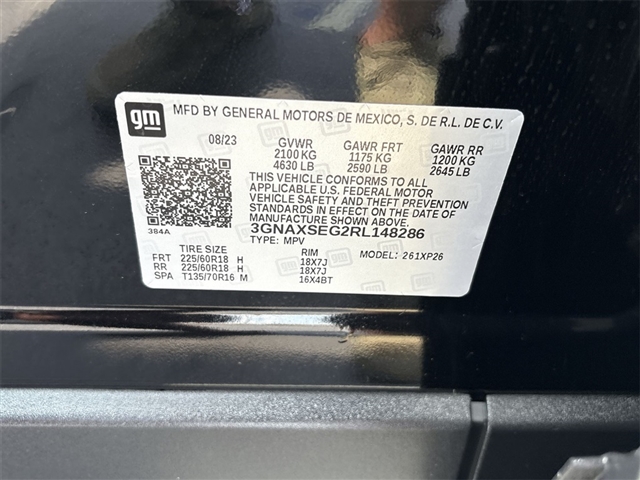 gm MFD BY GENERAL MOTORS DE MEXICO, S. DE R.L. DE C.V.
08/23 GVWR GAWR FRT GAWR RR
2100 KG 1175 KG 1200 KG
4630 LB 2590 LB 2645 LB
THIS VEHICLE CONFORMS TO ALL
APPLICABLE U.S. FEDERAL MOTOR
VEHICLE SAFETY AND THEFT PREVENTION
STANDARDS IN EFFECT ON THE DATE OF
MANUFACTURE SHOWN ABOVE.
384A 3GNAXSEG2RL148286
TYPE: MPV
TIRE SIZE RIM MODEL: 261XP26
FRT 225/60R18 H 18X7J
RR 225/60R18 H 18X7J
SPA T135/70R16 M 16X4BT